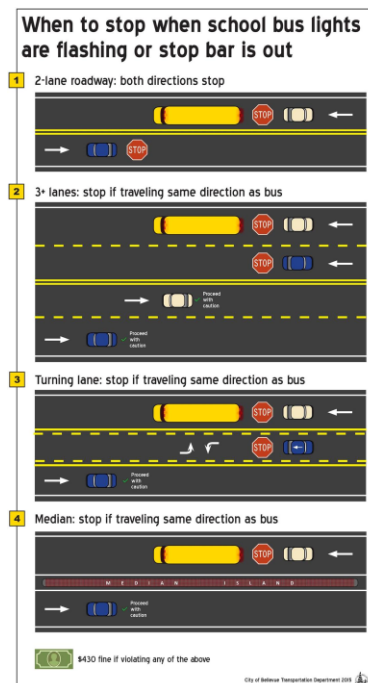 When to stop when school bus lights
are flashing or stop bar is out
1
2-lane roadway: both directions stop
STOP
STOP
2
3+ lanes: stop if traveling same direction as bus
STOP
STOP
Proceed
with
caution
Proceed
with
caution
3
Turning lane: stop if traveling same direction as bus
STOP
STOP
Proceed
with
caution
4
Median: stop if traveling same direction as bus
STOP
MEDIAN ISLAND
Proceed
with
caution
$430 fine if violating any of the above
City of Bellevue Transportation Department 2019